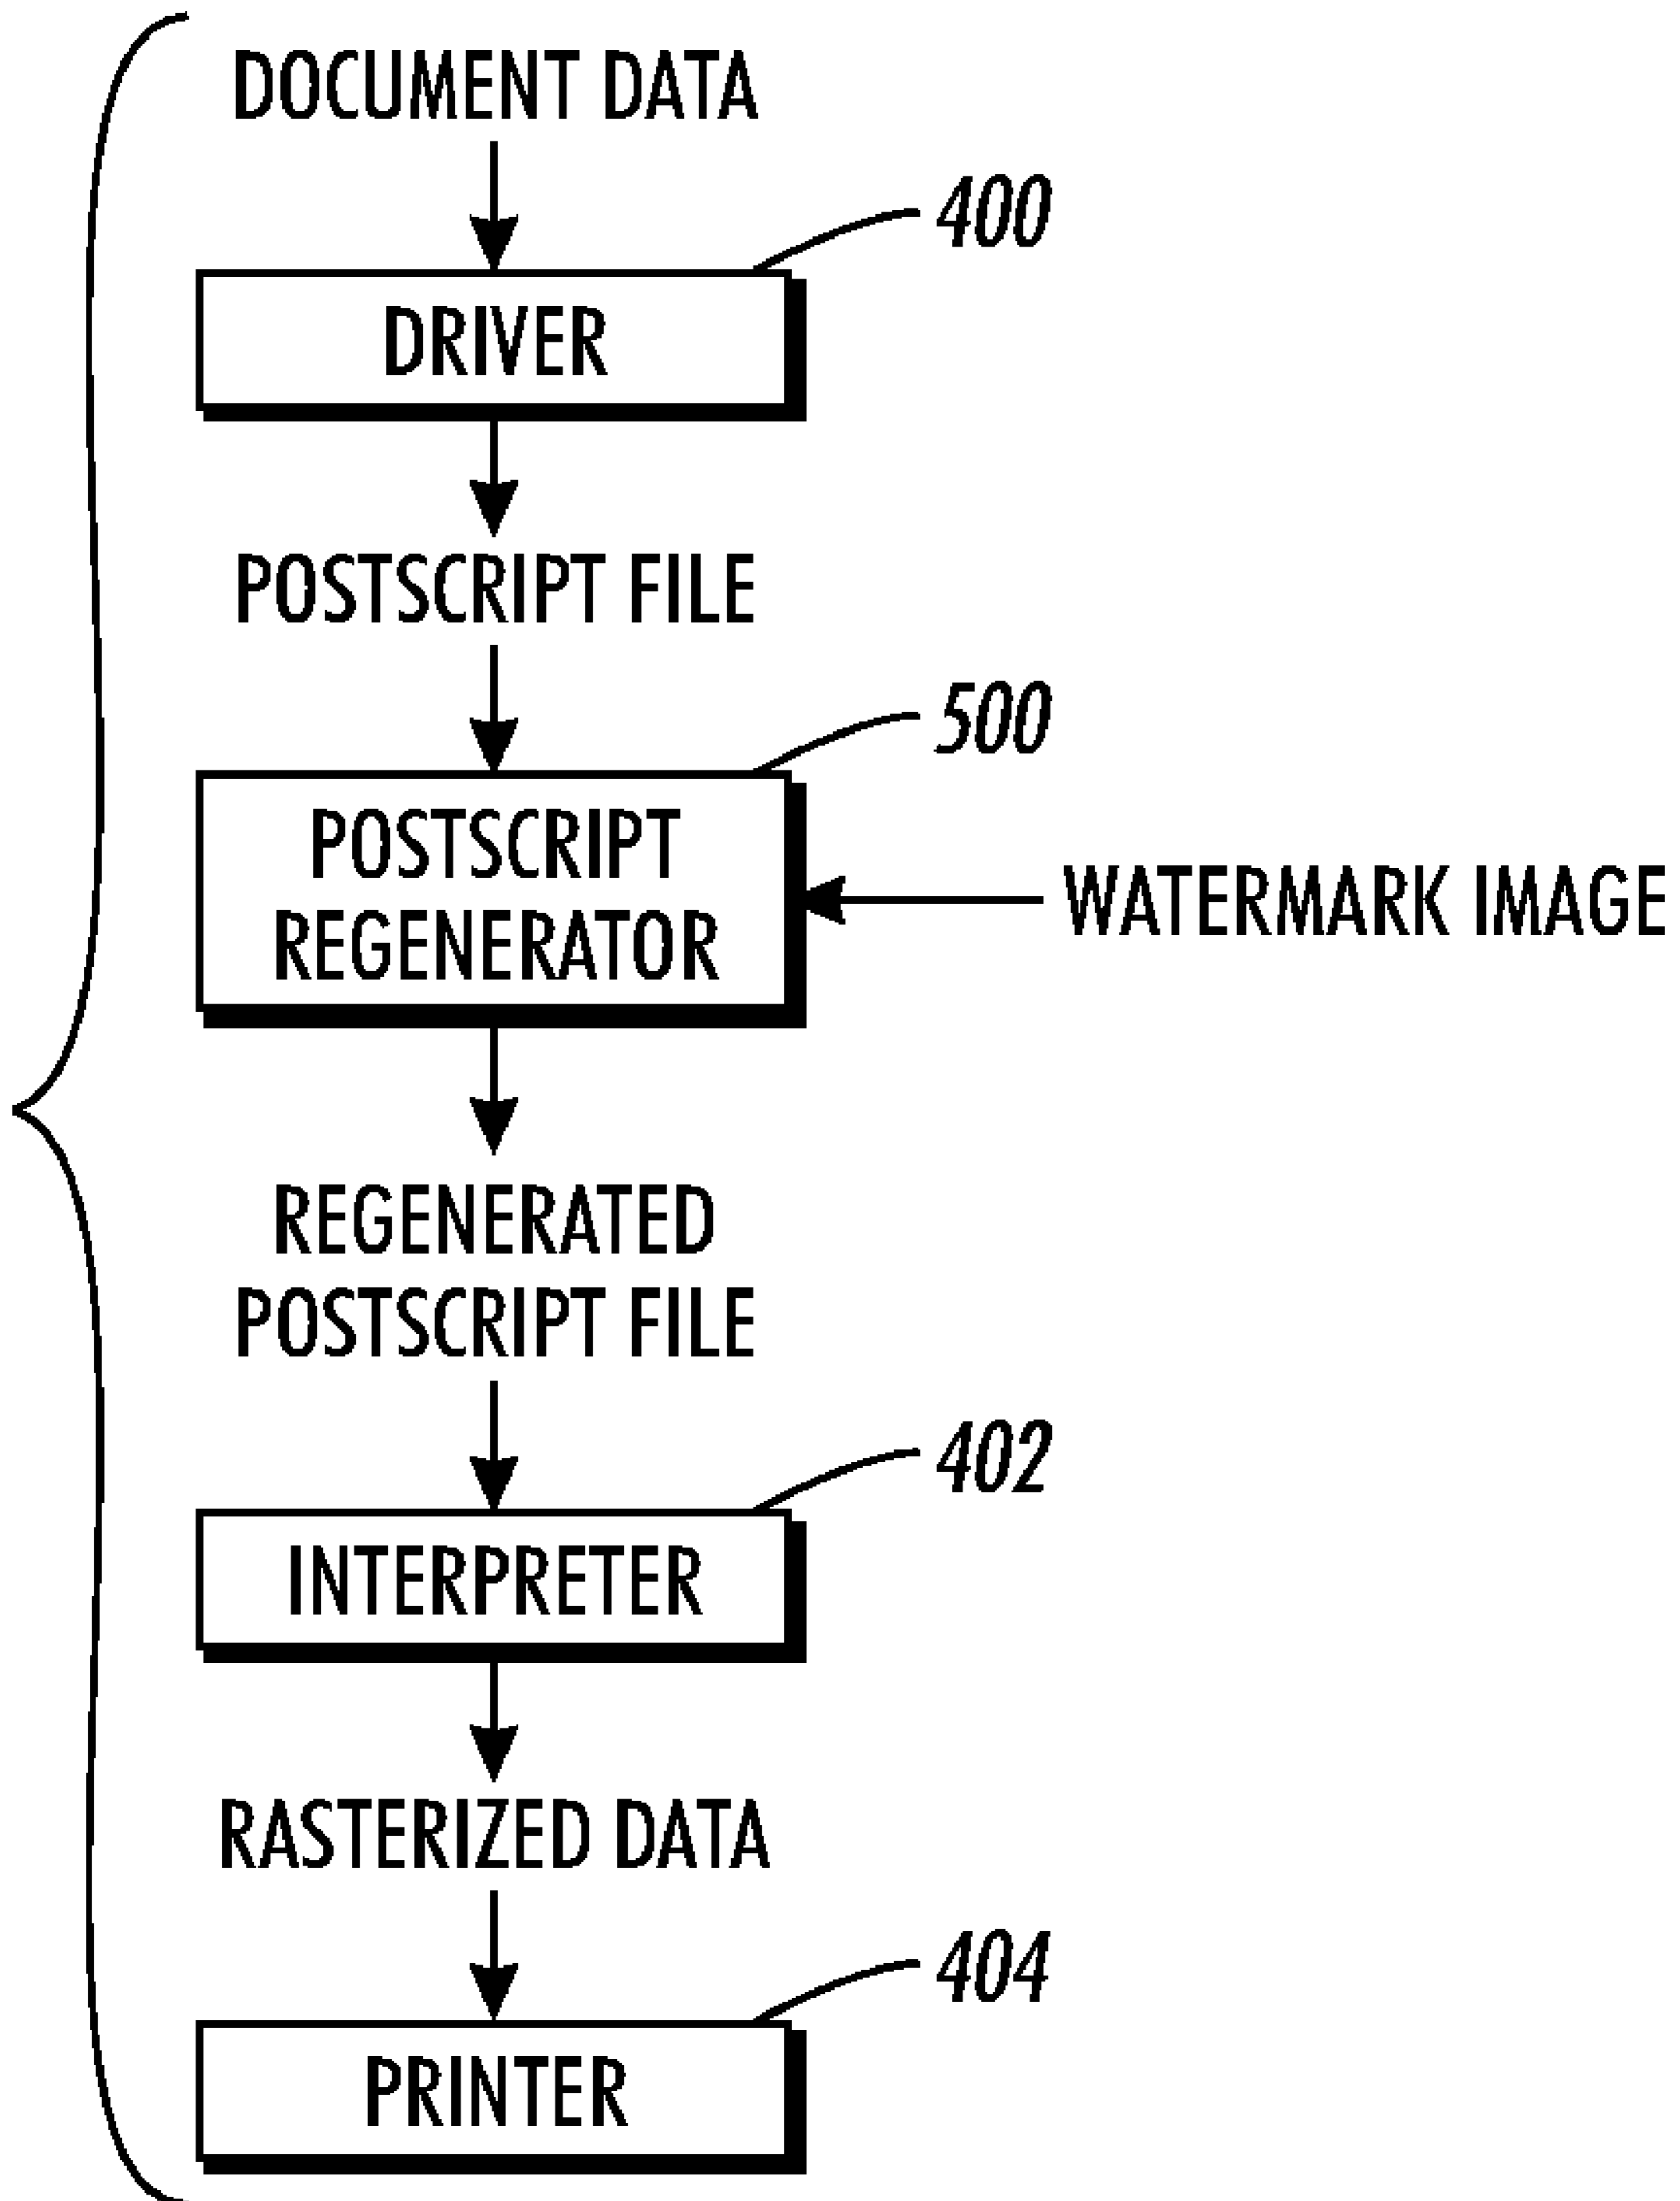 DOCUMENT DATA
400
DRIVER
POSTSCRIPT FILE
500
POSTSCRIPT
REGENERATOR
WATERMARK IMAGE
REGENERATED
POSTSCRIPT FILE
402
INTERPRETER
RASTERIZED DATA
404
PRINTER